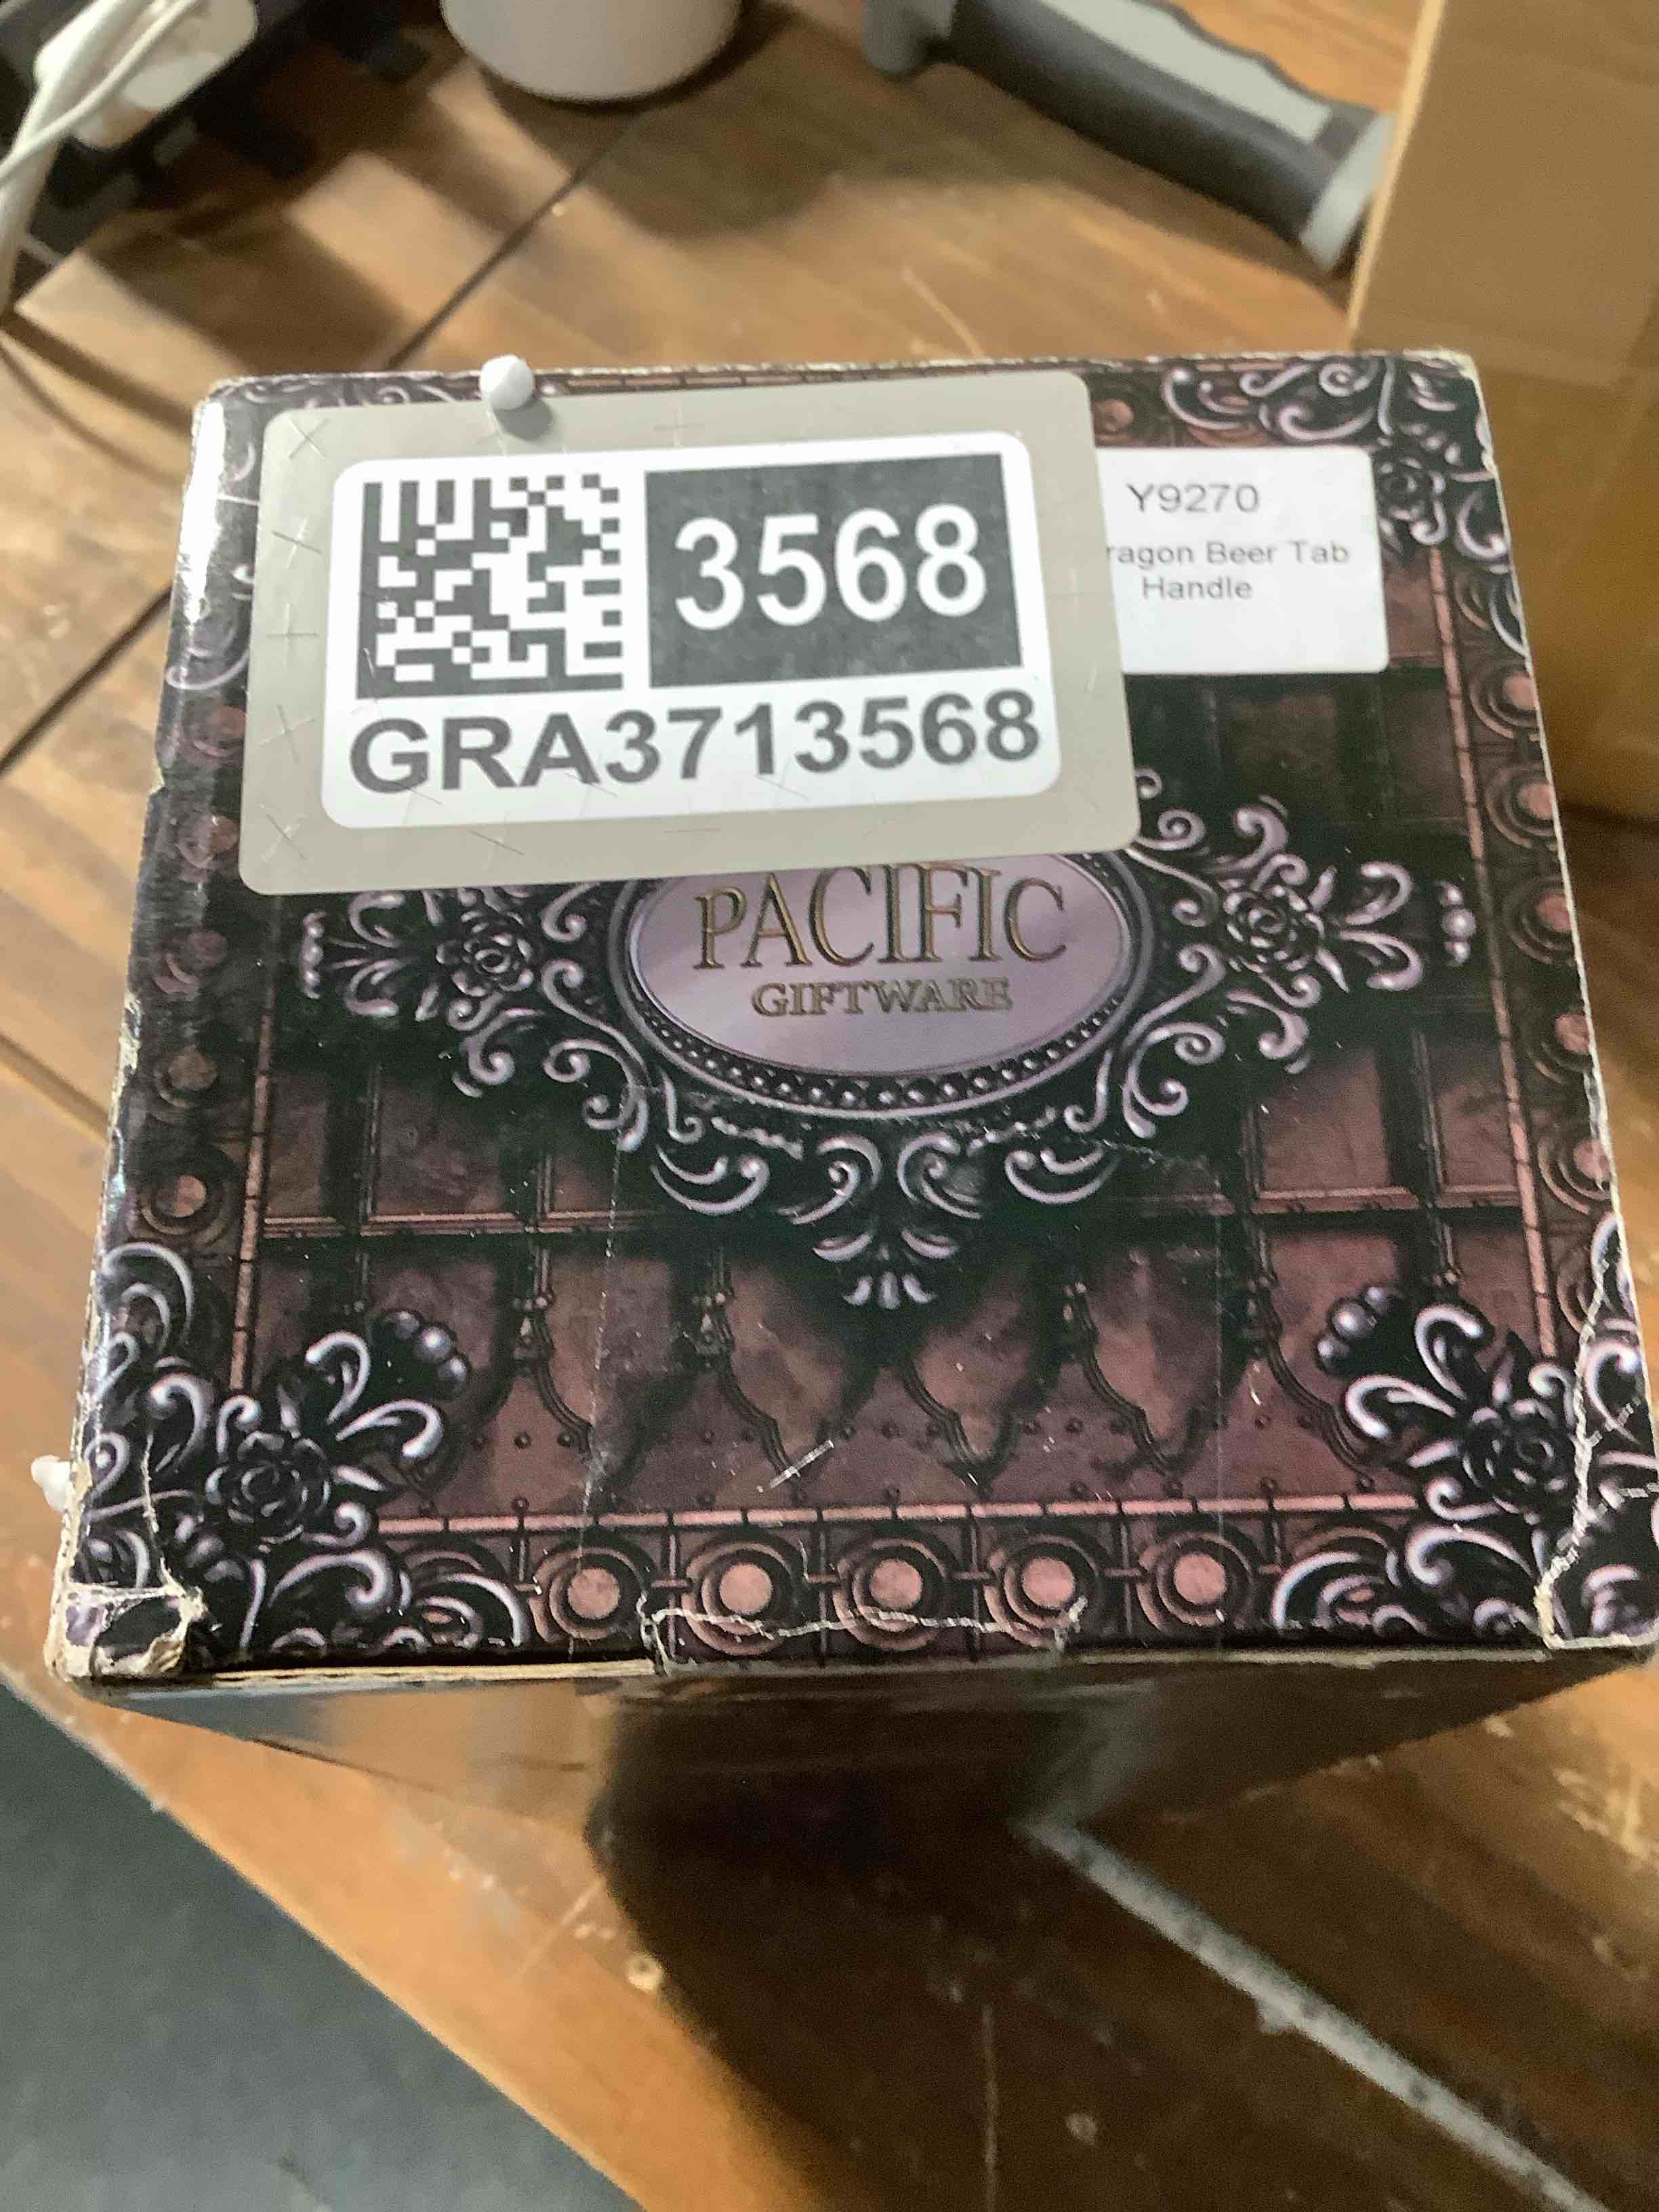 3568
GRA3713568
Y9270
ragon Beer Tab
Handle
PACIFIC
GIFTWARE